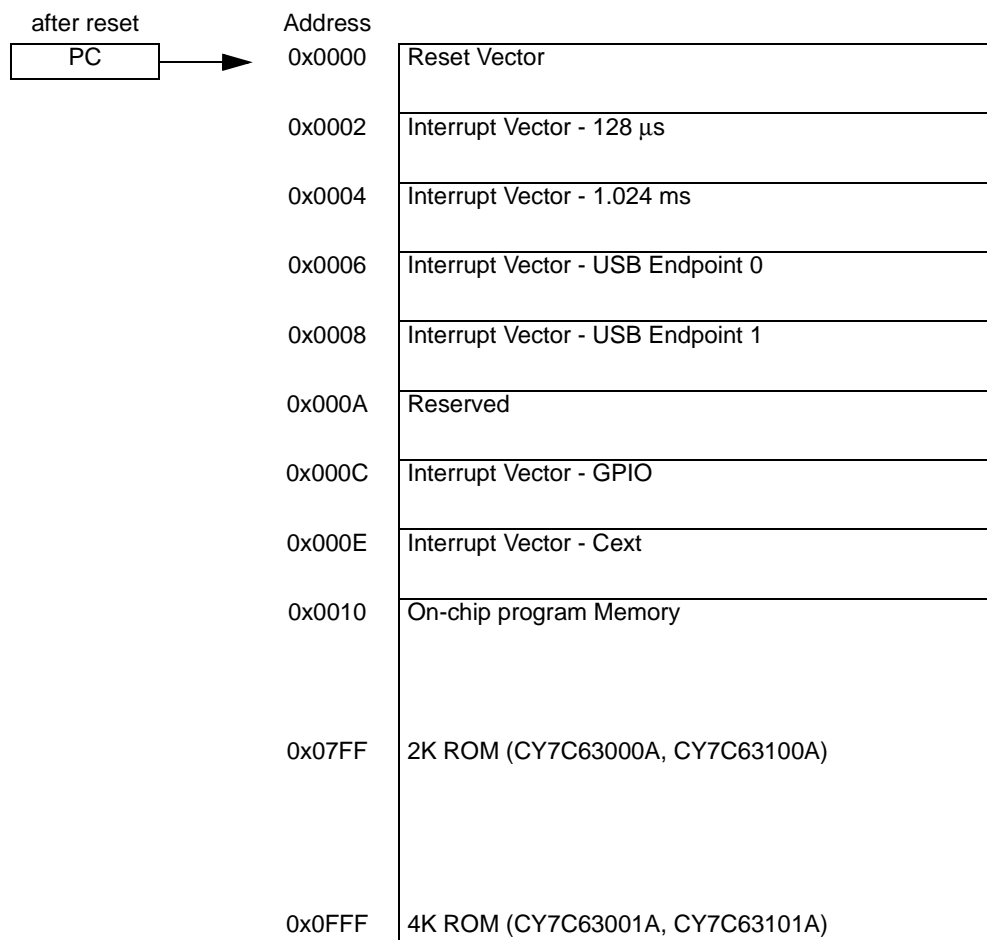 after reset Address
PC 0x0000 Reset Vector
0x0002 Interrupt Vector - 128 μs
0x0004 Interrupt Vector - 1.024 ms
0x0006 Interrupt Vector - USB Endpoint 0
0x0008 Interrupt Vector - USB Endpoint 1
0x000A Reserved
0x000C Interrupt Vector - GPIO
0x000E Interrupt Vector - Cext
0x0010 On-chip program Memory
0x07FF 2K ROM (CY7C63000A, CY7C63100A)
0x0FFF 4K ROM (CY7C63001A, CY7C63101A)